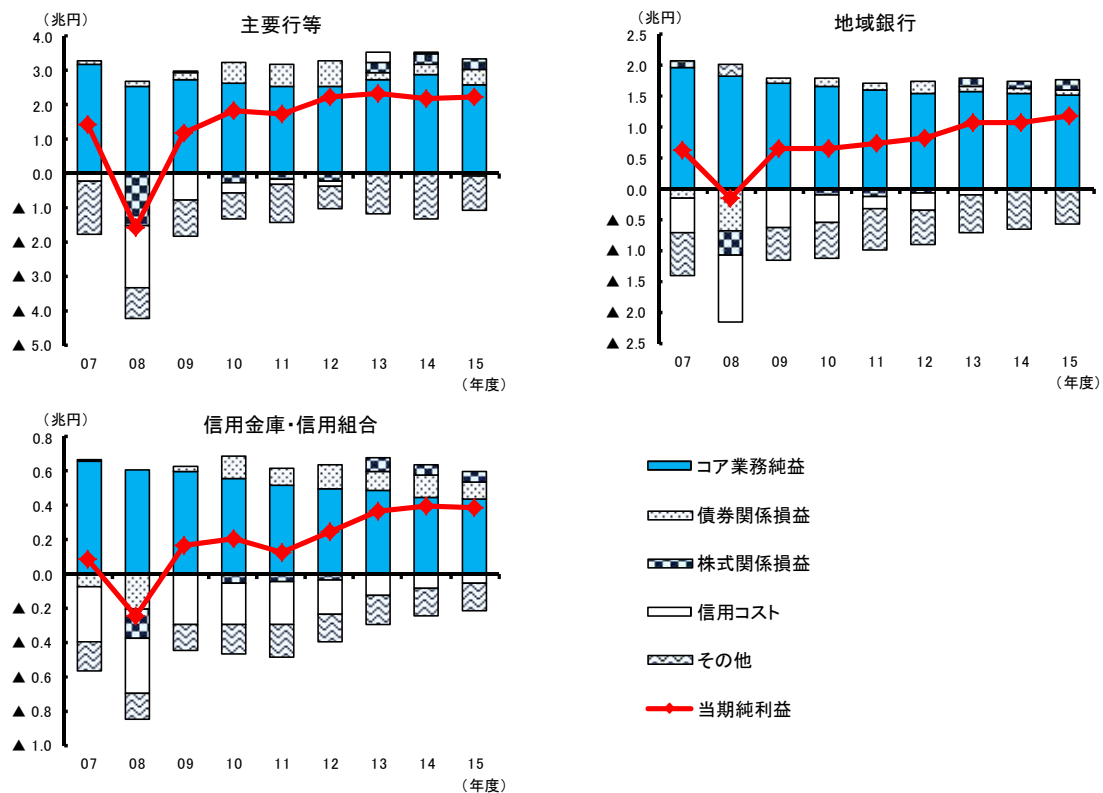 (兆円)
主要行等
4.0
3.0
2.0
1.0
0.0
▲ 1.0
▲ 2.0
▲ 3.0
▲ 4.0
▲ 5.0
07 08 09 10 11 12 13 14 15
(年度)
(兆円)
地域銀行
2.5
2.0
1.5
1.0
0.5
0.0
▲ 0.5
▲ 1.0
▲ 1.5
▲ 2.0
▲ 2.5
07 08 09 10 11 12 13 14 15
(年度)
(兆円)
信用金庫・信用組合
0.8
0.6
0.4
0.2
0.0
▲ 0.2
▲ 0.4
▲ 0.6
▲ 0.8
▲ 1.0
07 08 09 10 11 12 13 14 15
(年度)
コア業務純益
債券関係損益
株式関係損益
信用コスト
その他
当期純利益